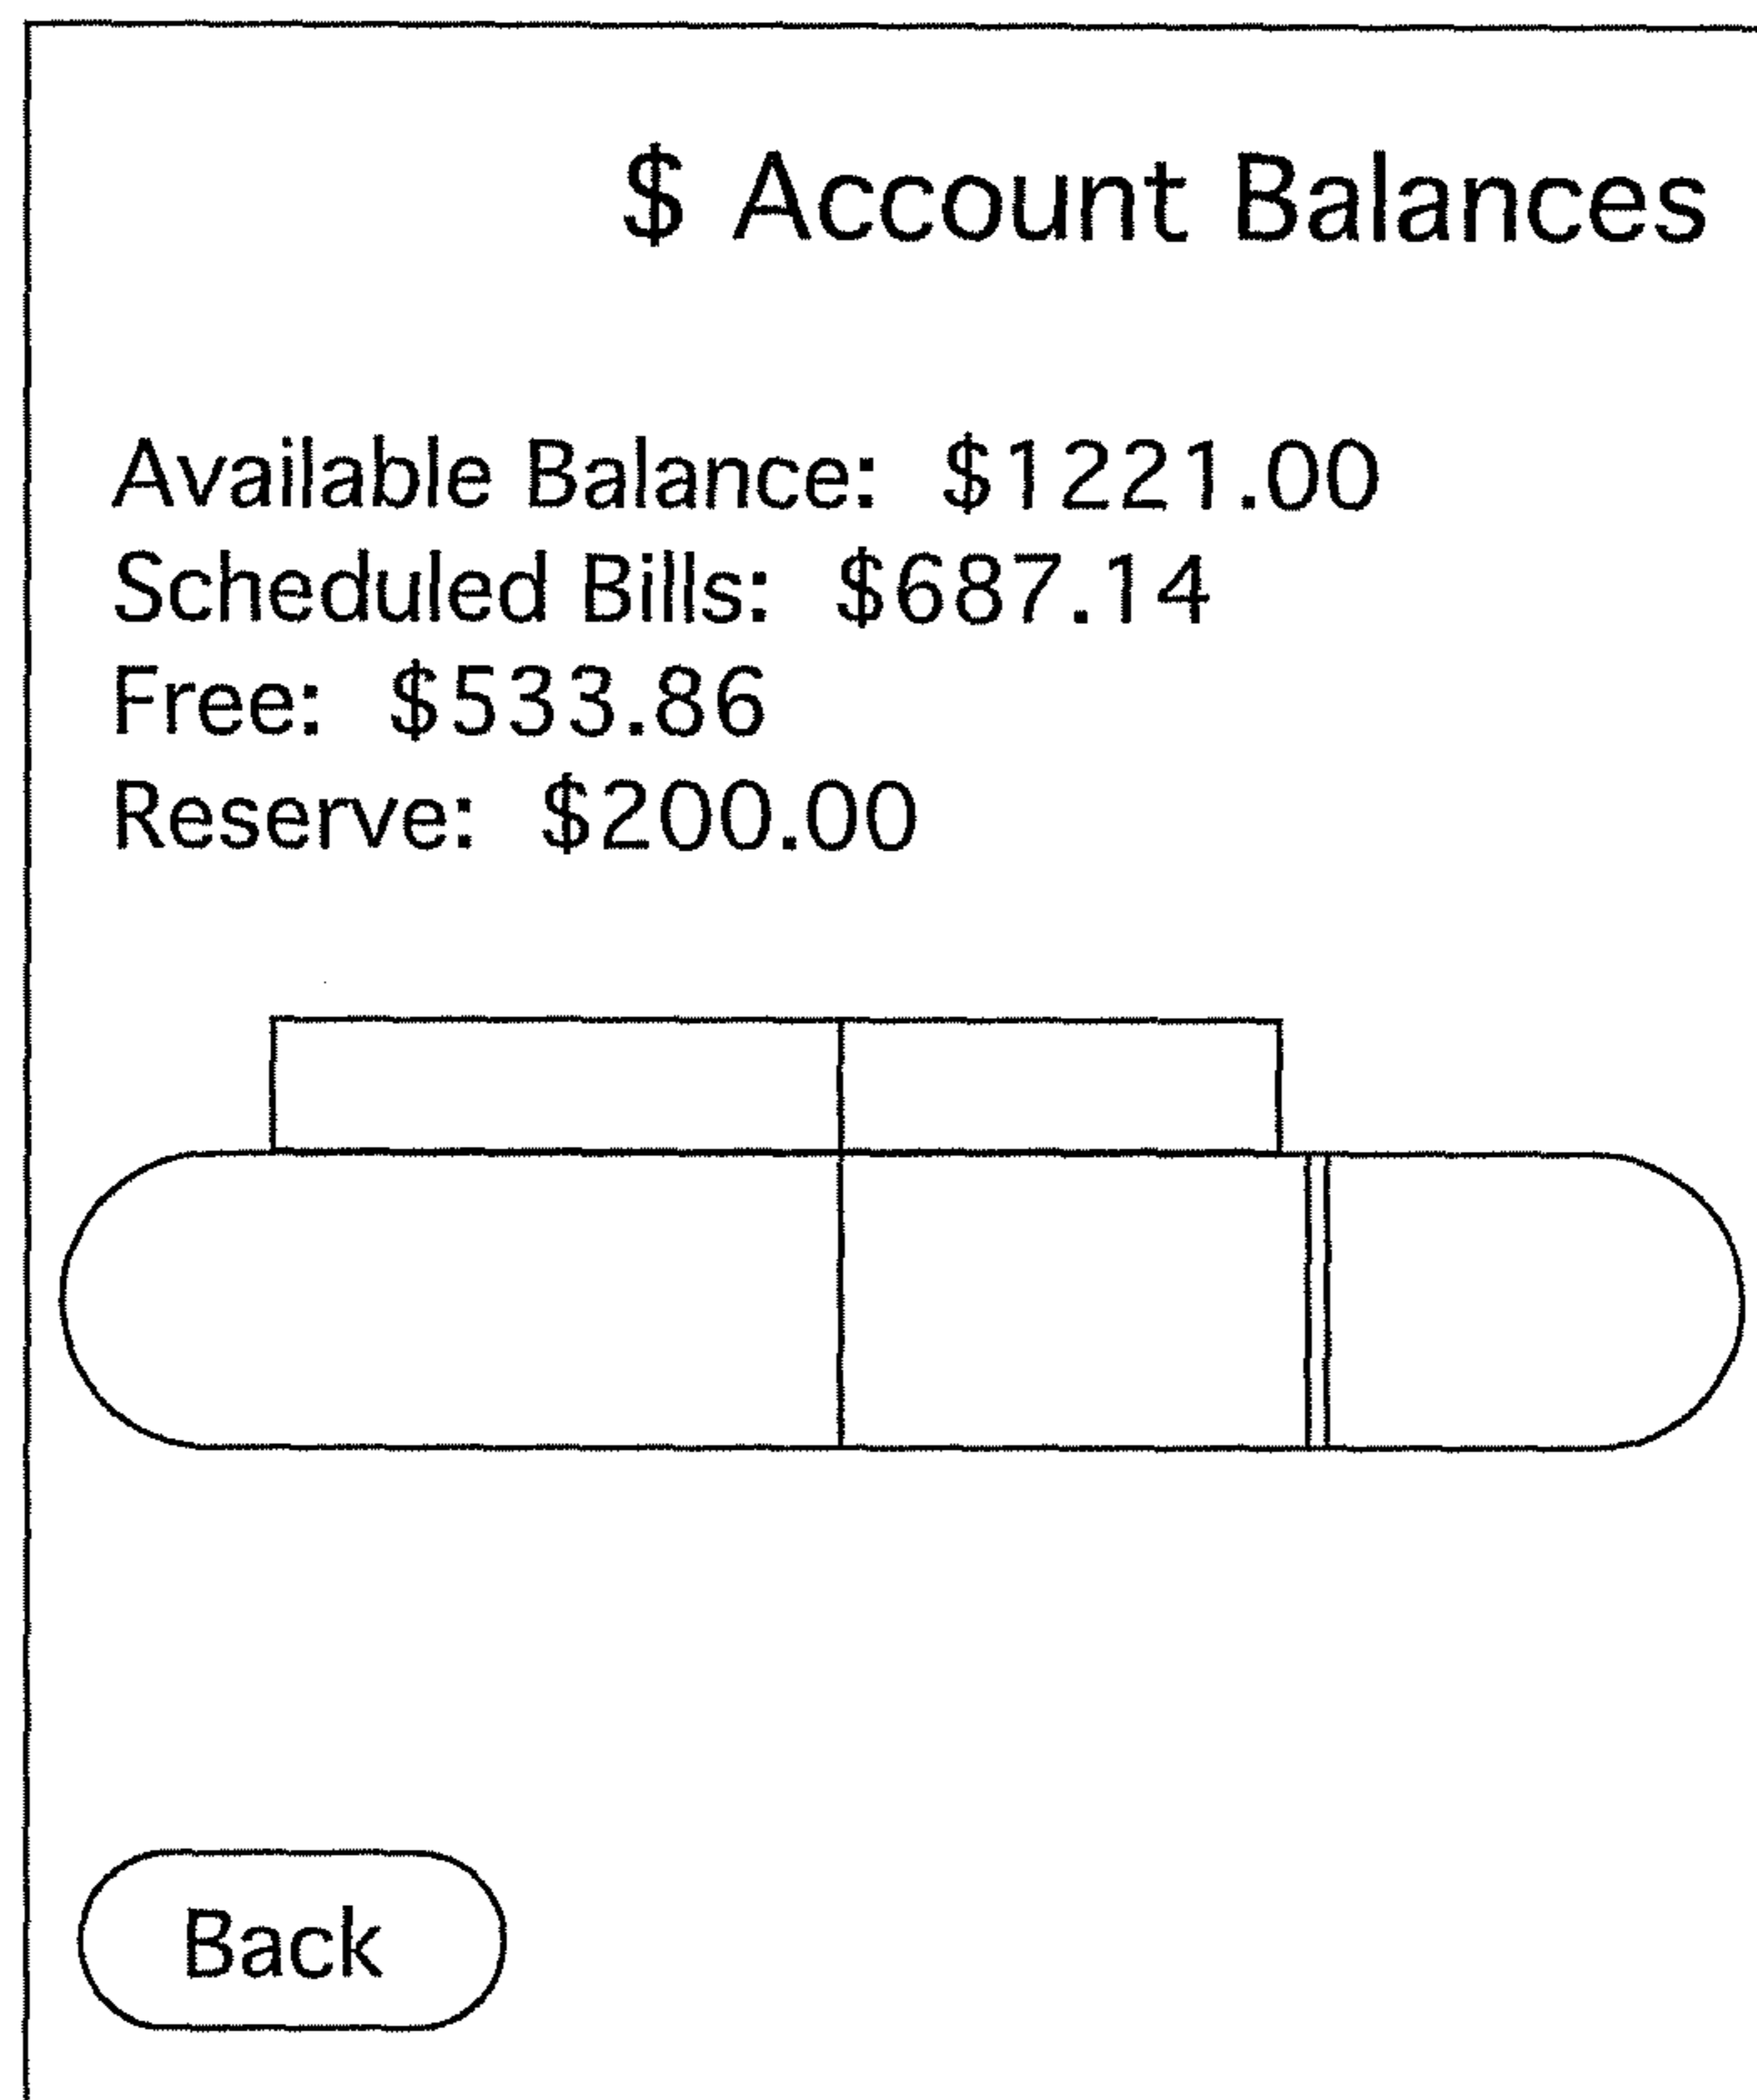 $ Account Balances
Available Balance: $1221.00
Scheduled Bills: $687.14
Free: $533.86
Reserve: $200.00
Back